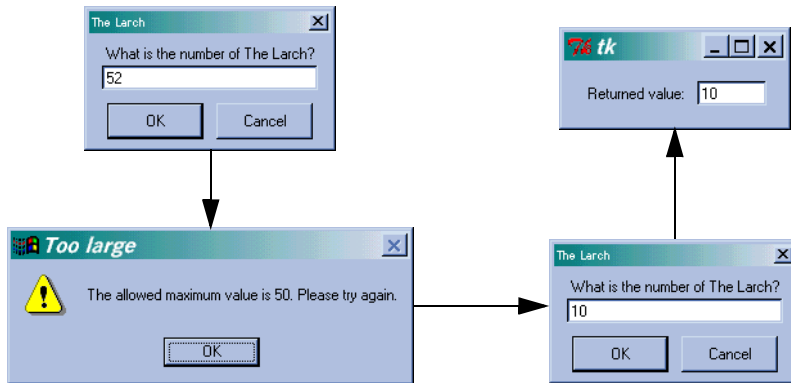 The Larch
What is the number of The Larch?
52
OK Cancel
Too large
The allowed maximum value is 50. Please try again.
OK
The Larch
What is the number of The Larch?
10
OK Cancel
Tk tk
Returned value: 10